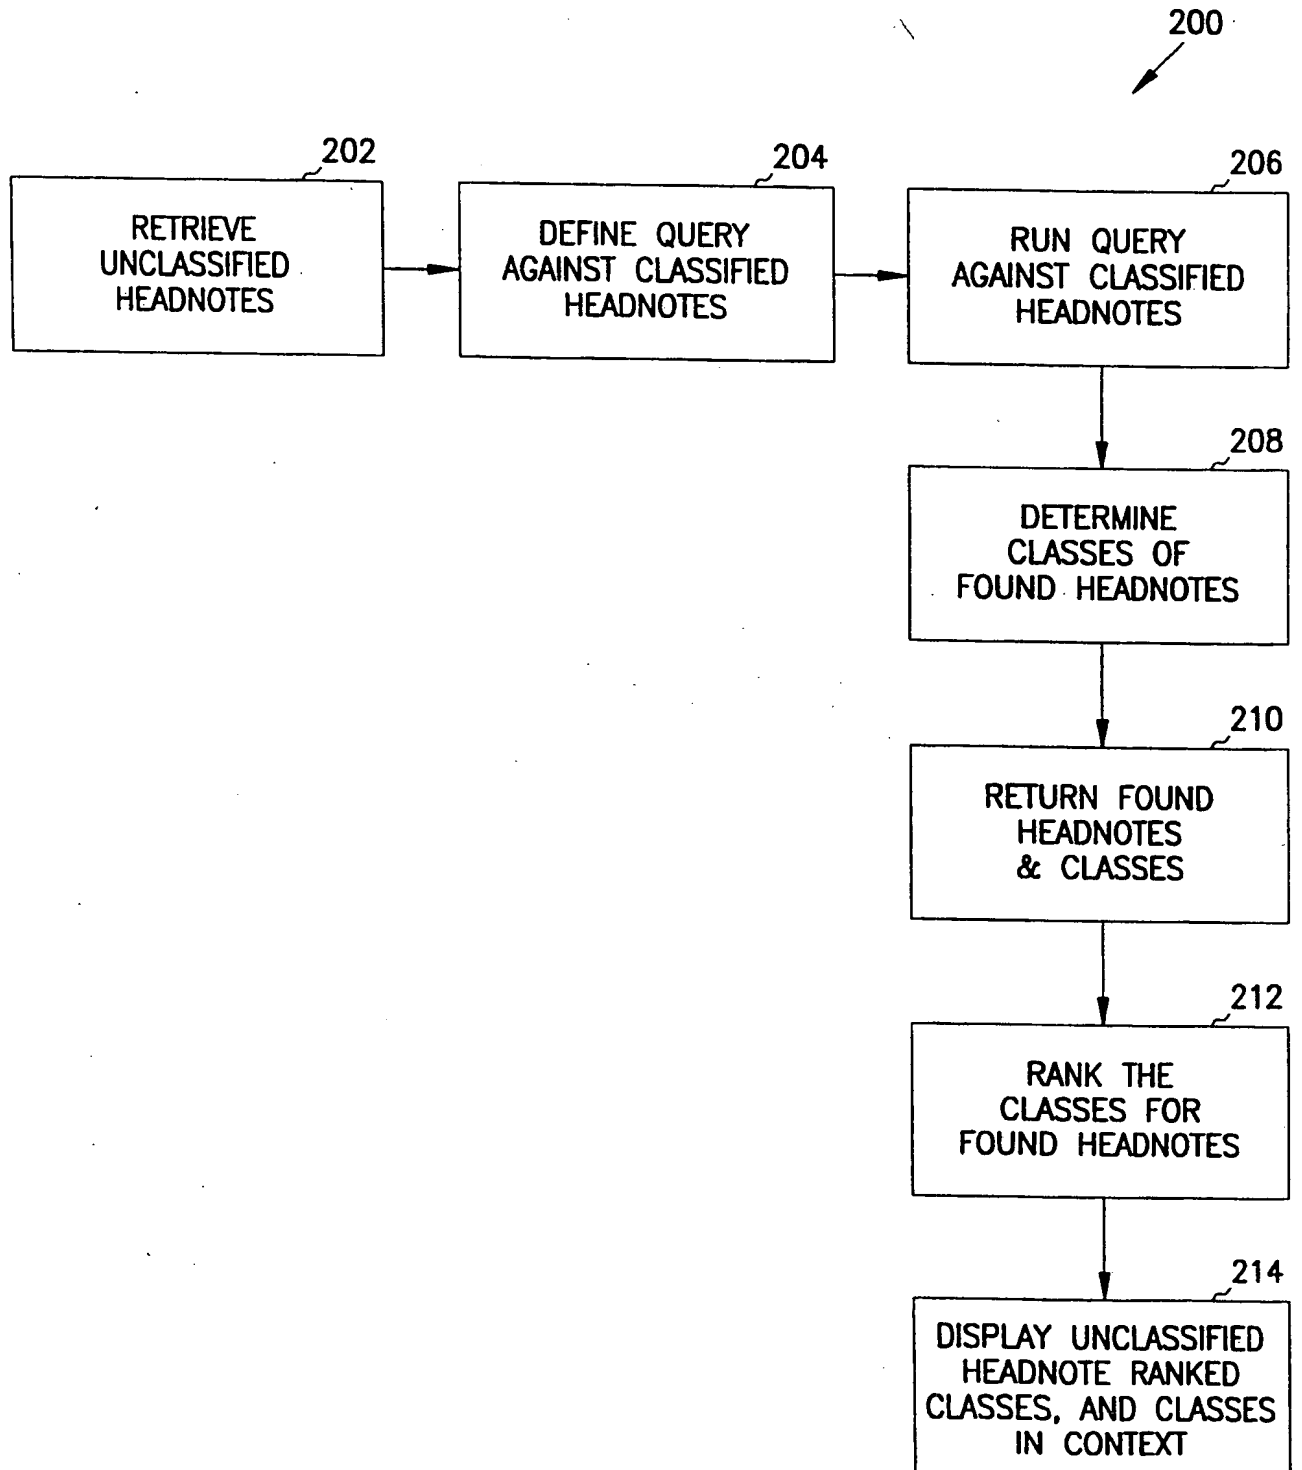 200
202
RETRIEVE
UNCLASSIFIED
HEADNOTES
204
DEFINE QUERY
AGAINST CLASSIFIED
HEADNOTES
206
RUN QUERY
AGAINST CLASSIFIED
HEADNOTES
208
DETERMINE
CLASSES OF
FOUND HEADNOTES
210
RETURN FOUND
HEADNOTES
& CLASSES
212
RANK THE
CLASSES FOR
FOUND HEADNOTES
214
DISPLAY UNCLASSIFIED
HEADNOTE RANKED
CLASSES, AND CLASSES
IN CONTEXT